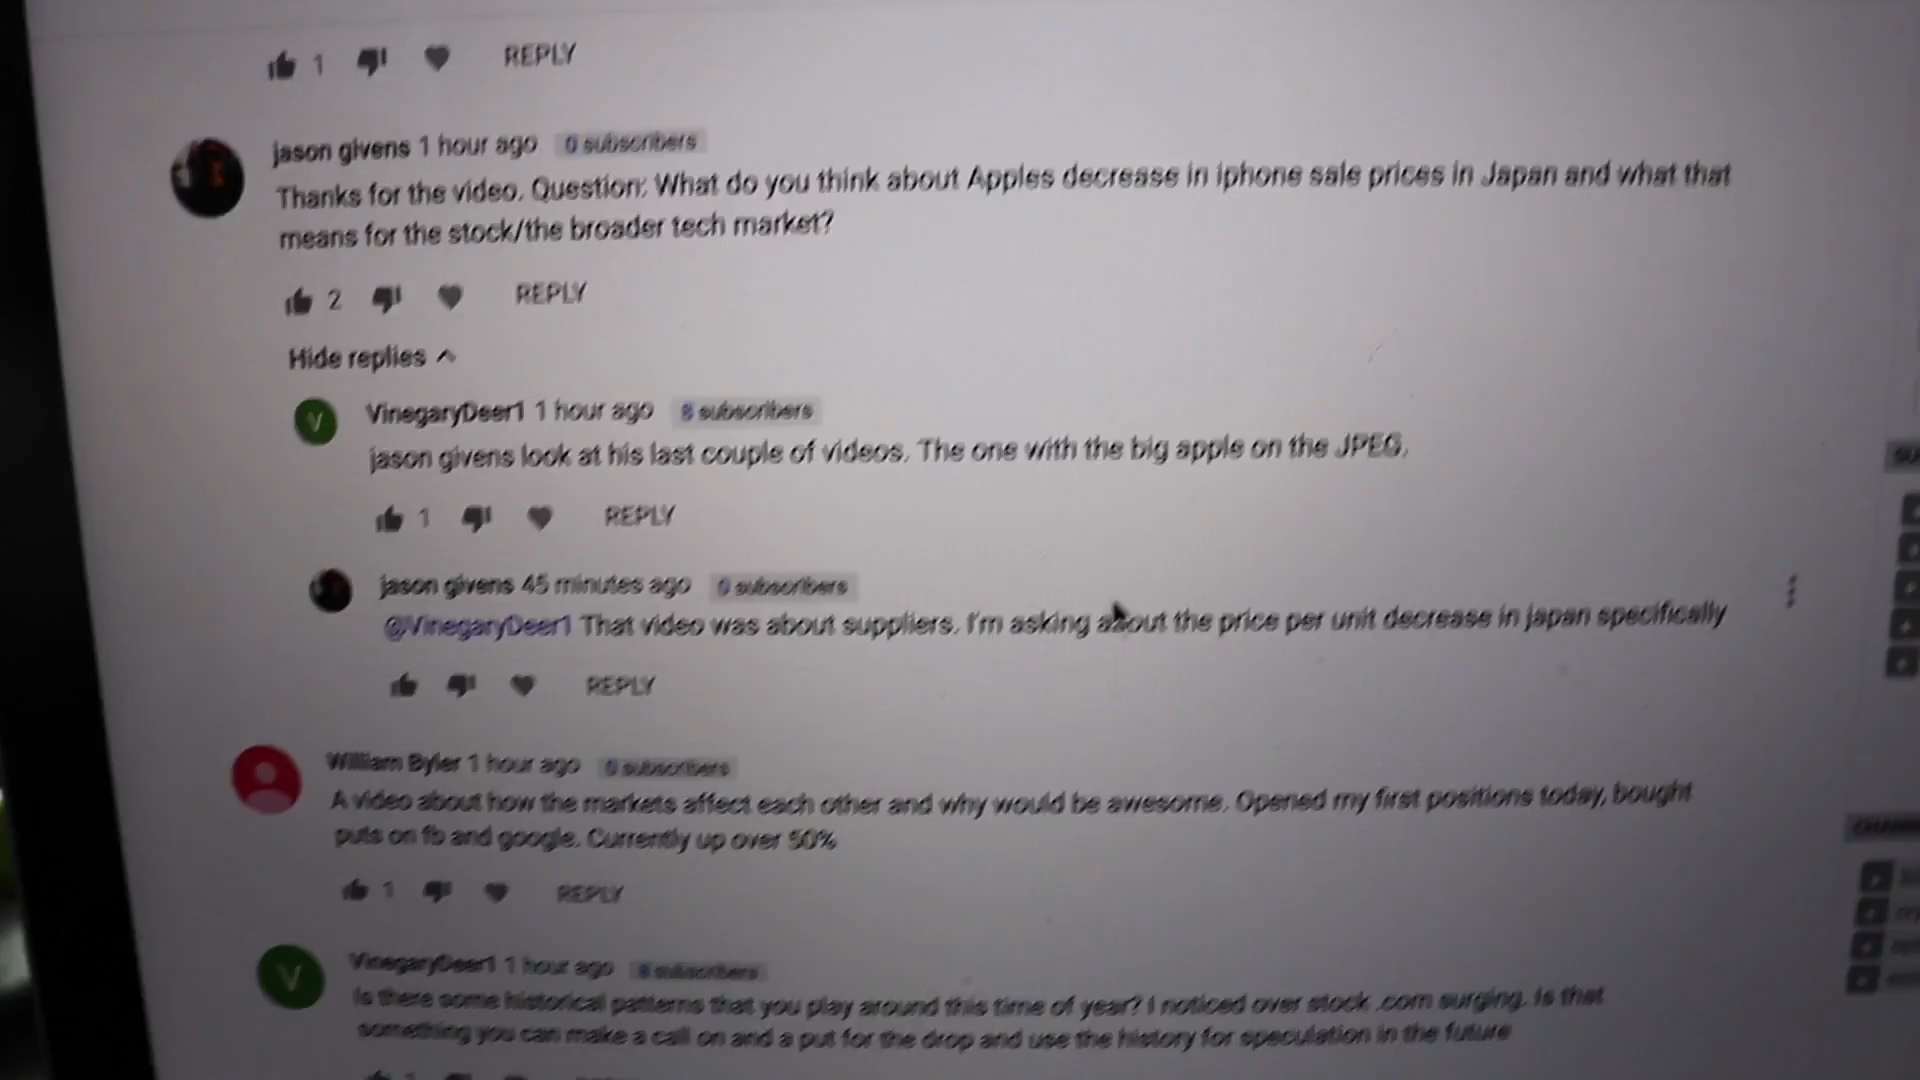 1 REPLY
jason givens 1 hour ago 0 subscribers
Thanks for the video. Question: What do you think about Apples decrease in iphone sale prices in Japan and what that
means for the stock/the broader tech market?
2 REPLY
Hide replies
V VinegaryDeer1 1 hour ago 8 subscribers
jason givens look at his last couple of videos. The one with the big apple on the JPEG.
1 REPLY
jason givens 45 minutes ago 0 subscribers
@VinegaryDeer1 That video was about suppliers. I'm asking about the price per unit decrease in japan specifically
REPLY
William Byler 1 hour ago 0 subscribers
A video about how the markets affect each other and why would be awesome. Opened my first positions today, bought
puts on fb and google. Currently up over 50%
1 REPLY
V VinegaryDeer1 1 hour ago 8 subscribers
Is there some historical patterns that you play around this time of year? I noticed over stock .com surging. Is that
something you can make a call on and a put for the drop and use the history for speculation in the future